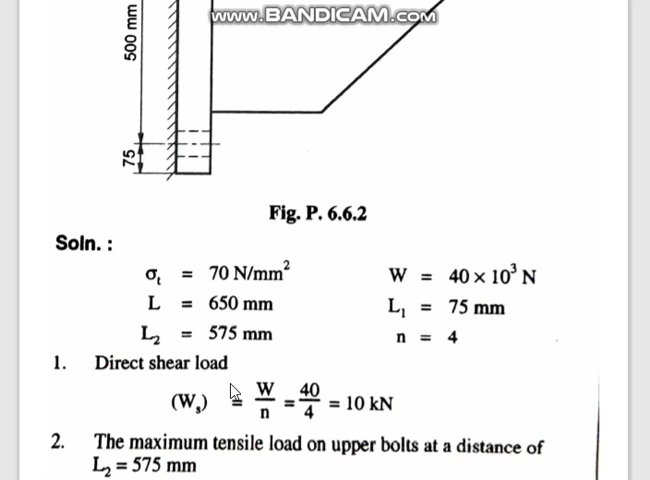 www.BANDICAM.com
500 mm
75
Fig. P. 6.6.2
Soln. :
σt = 70 N/mm² W = 40 × 10³ N
L = 650 mm L₁ = 75 mm
L₂ = 575 mm n = 4
1. Direct shear load
(Ws) = W/n = 40/4 = 10 kN
2. The maximum tensile load on upper bolts at a distance of
L₂ = 575 mm